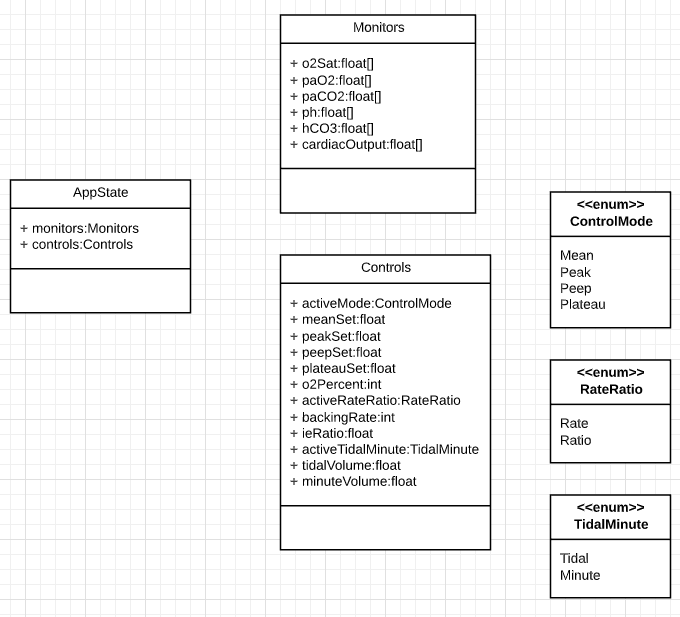 Monitors
+ o2Sat:float[]
+ paO2:float[]
+ paCO2:float[]
+ ph:float[]
+ hCO3:float[]
+ cardiacOutput:float[]
AppState
+ monitors:Monitors
+ controls:Controls
Controls
+ activeMode:ControlMode
+ meanSet:float
+ peakSet:float
+ peepSet:float
+ plateauSet:float
+ o2Percent:int
+ activeRateRatio:RateRatio
+ backingRate:int
+ ieRatio:float
+ activeTidalMinute:TidalMinute
+ tidalVolume:float
+ minuteVolume:float
<<enum>>
ControlMode
Mean
Peak
Peep
Plateau
<<enum>>
RateRatio
Rate
Ratio
<<enum>>
TidalMinute
Tidal
Minute